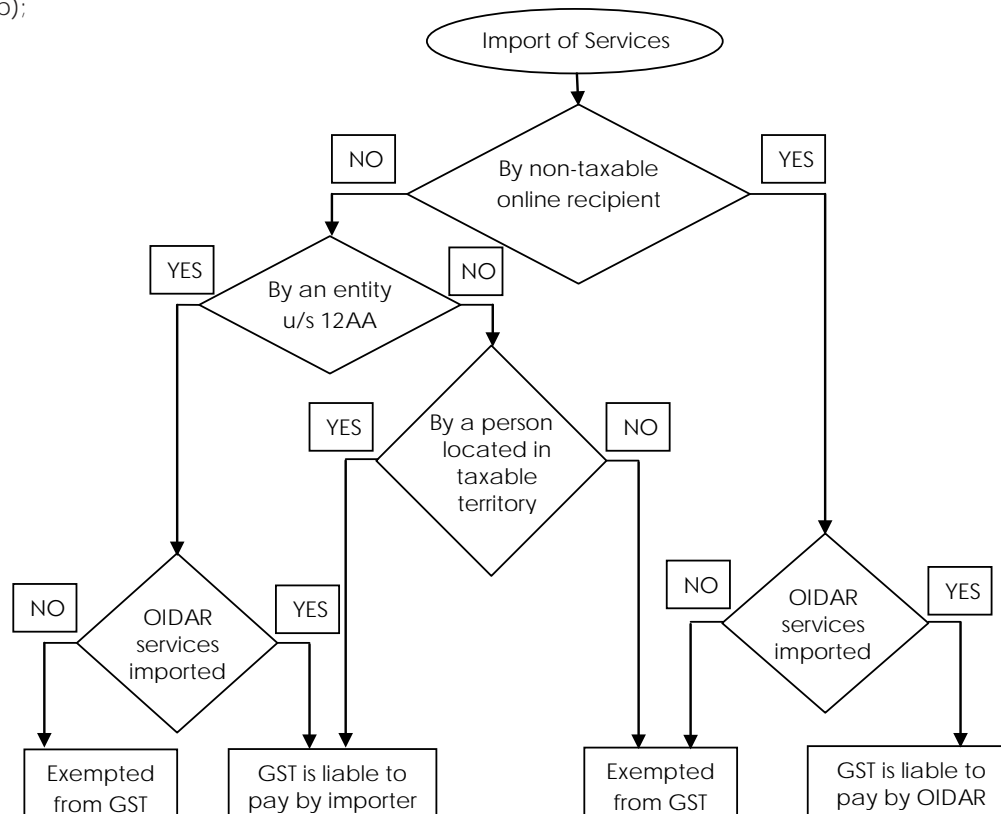 b);
Import of Services
NO
By non-taxable
online recipient
YES
YES
By an entity
u/s 12AA
NO
YES
By a person
located in
taxable
territory
NO
NO
OIDAR
services
imported
YES
NO
OIDAR
services
imported
YES
Exempted
from GST
GST is liable to
pay by importer
Exempted
from GST
GST is liable to
pay by OIDAR